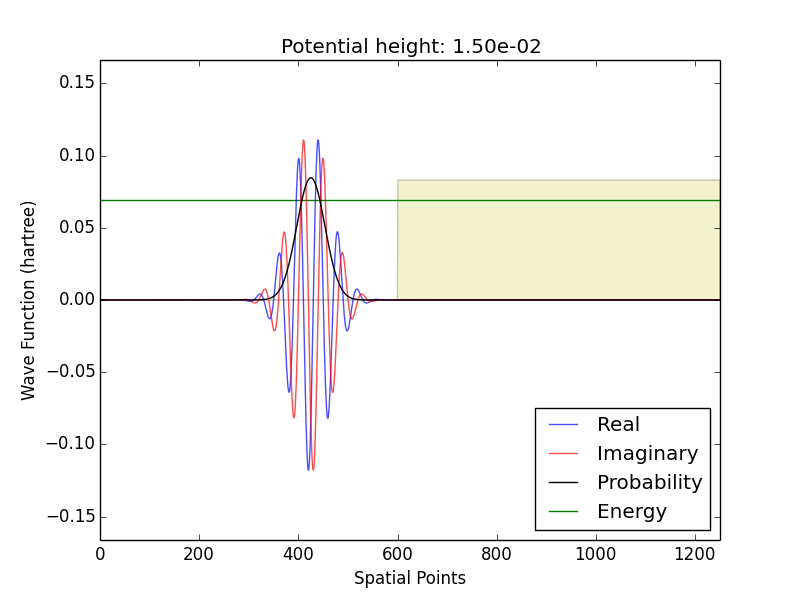 Potential height: 1.50e-02
Wave Function (hartree)
0.15
0.10
0.05
0.00
−0.05
−0.10
−0.15
0 200 400 600 800 1000 1200
Spatial Points
Real
Imaginary
Probability
Energy